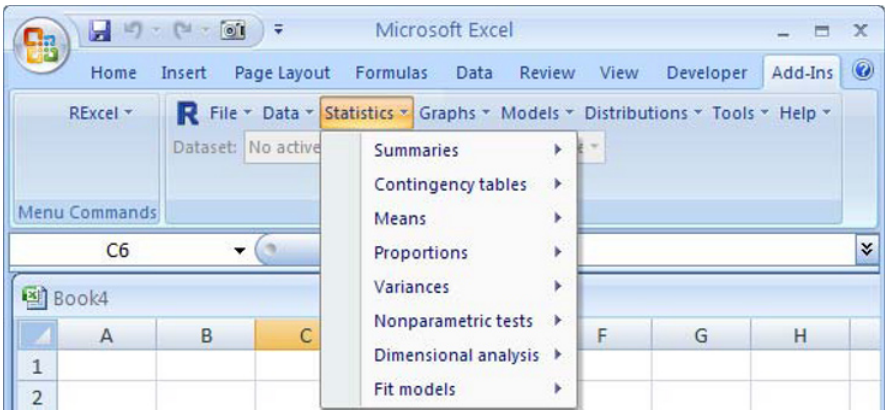 Microsoft Excel
Home Insert Page Layout Formulas Data Review View Developer Add-Ins
RExcel R File Data Statistics Graphs Models Distributions Tools Help
Dataset: No active
Summaries
Contingency tables
Menu Commands
Means
C6
Proportions
Variances
Book4
Nonparametric tests
A B C F G H
Dimensional analysis
1
Fit models
2